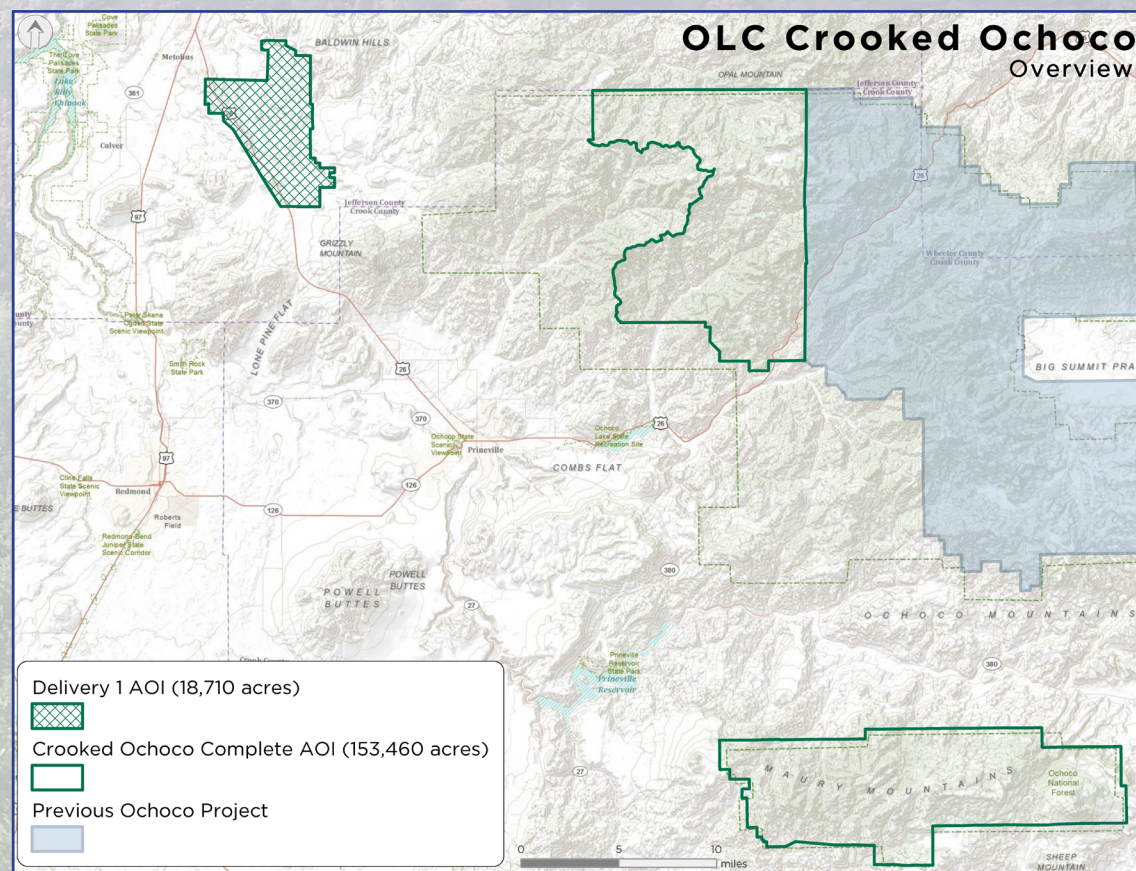 OLC Crooked Ochoco
Overview
Cove
Palisades
State Park
Metolius
BALDWIN HILLS
The Cove
Palisades
State Park
Lake
Billy
Chinook
361
Culver
OPAL MOUNTAIN
Jefferson County
Crook County
26
97
Jefferson County
Crook County
GRIZZLY
MOUNTAIN
Wheeler County
Crook County
Peter Skene
Ogden State
Scenic Viewpoint
LONE PINE FLAT
Smith Rock
State Park
26
BIG SUMMIT PRA
370
370
Ochoco State
Scenic
Viewpoint
Prineville
Ochoco
Lake State
Recreation Site
26
COMBS FLAT
97
Cline Falls
State Scenic
Viewpoint
Redmond
126
126
E BUTTES
Roberts
Field
Redmond-Bend
Juniper State
Scenic Corridor
380
POWELL
BUTTES
POWELL
BUTTES
27
OCHOCO MOUNTAINS
380
Prineville
Reservoir
State Park
Prineville
Reservoir
27
MAURY MOUNTAINS
Ochoco
National
Forest
SHEEP
MOUNTAIN
Delivery 1 AOI (18,710 acres)
Crooked Ochoco Complete AOI (153,460 acres)
Previous Ochoco Project
0 5 10
miles